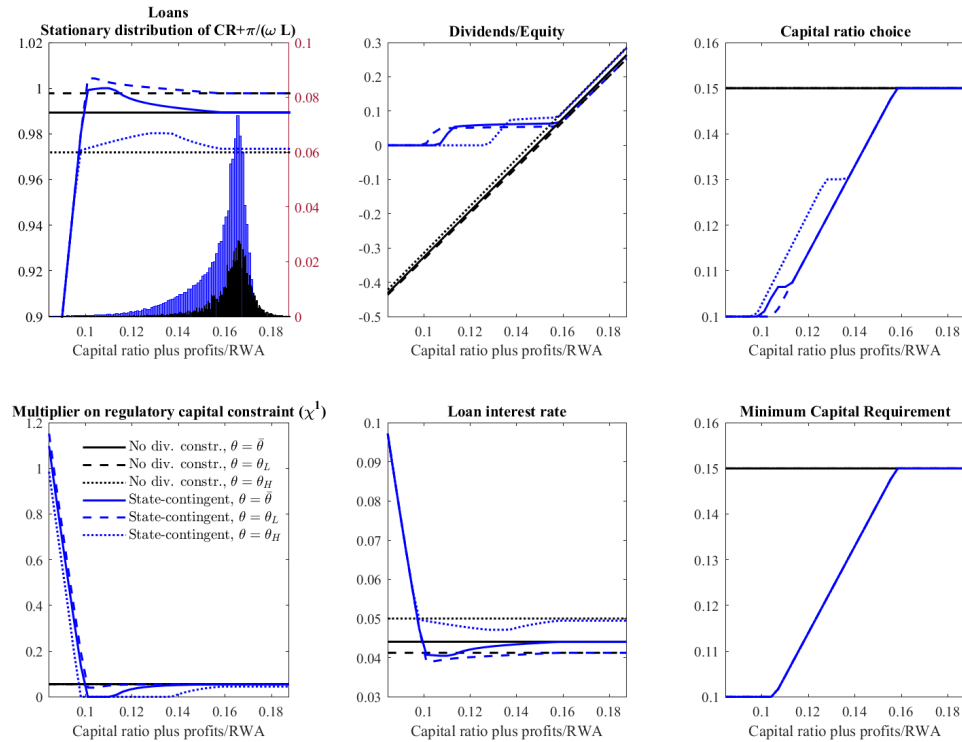 Loans
Stationary distribution of CR+π/(ω L)
1.02
1
0.98
0.96
0.94
0.92
0.9
0.1
0.08
0.06
0.04
0.02
0
0.1 0.12 0.14 0.16 0.18
Capital ratio plus profits/RWA
Dividends/Equity
0.3
0.2
0.1
0
-0.1
-0.2
-0.3
-0.4
-0.5
0.1 0.12 0.14 0.16 0.18
Capital ratio plus profits/RWA
Capital ratio choice
0.15
0.15
0.13
0.11
0.1
0.1 0.12 0.14 0.16 0.18
Capital ratio plus profits/RWA
Multiplier on regulatory capital constraint (χ¹)
1.2
1
0.8
0.6
0.4
0.2
0
No div. constr., θ = θ̄
No div. constr., θ = θ_L
No div. constr., θ = θ_H
State-contingent, θ = θ̄
State-contingent, θ = θ_L
State-contingent, θ = θ_H
0.1 0.12 0.14 0.16 0.18
Capital ratio plus profits/RWA
Loan interest rate
0.1
0.09
0.08
0.07
0.06
0.05
0.04
0.03
0.1 0.12 0.14 0.16 0.18
Capital ratio plus profits/RWA
Minimum Capital Requirement
0.15
0.15
0.13
0.11
0.1
0.1 0.12 0.14 0.16 0.18
Capital ratio plus profits/RWA